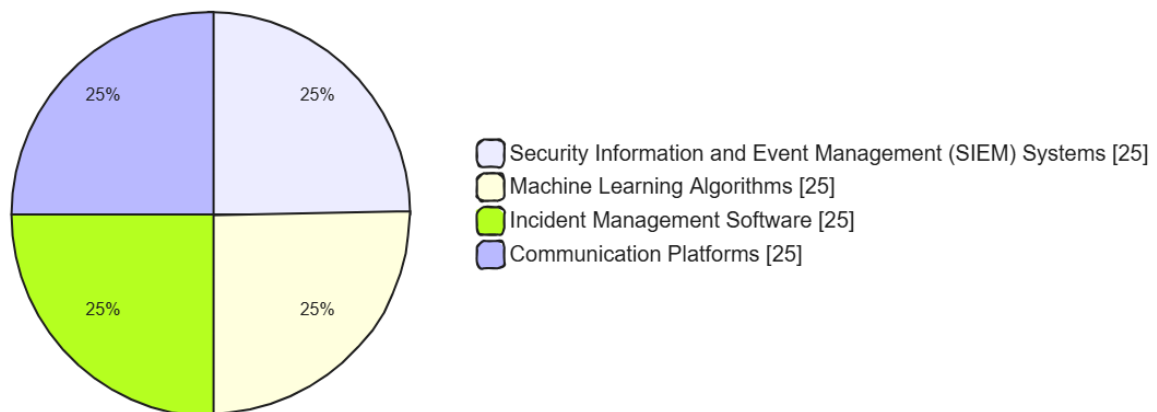 25%
25%
Security Information and Event Management (SIEM) Systems [25]
Machine Learning Algorithms [25]
Incident Management Software [25]
Communication Platforms [25]
25%
25%